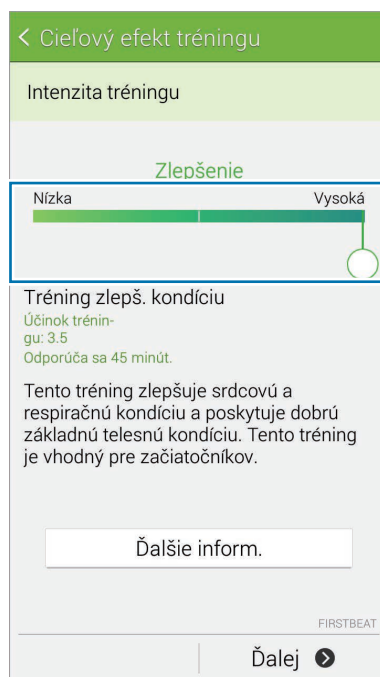 Cieľový efekt tréningu
Intenzita tréningu
Zlepšenie
Nízka Vysoká
Tréning zlepš. kondíciu
Účinok trénin-
gu: 3.5
Odporúča sa 45 minút.
Tento tréning zlepšuje srdcovú a
respiračnú kondíciu a poskytuje dobrú
základnú telesnú kondíciu. Tento tréning
je vhodný pre začiatočníkov.
Ďalšie inform.
FIRSTBEAT
Ďalej